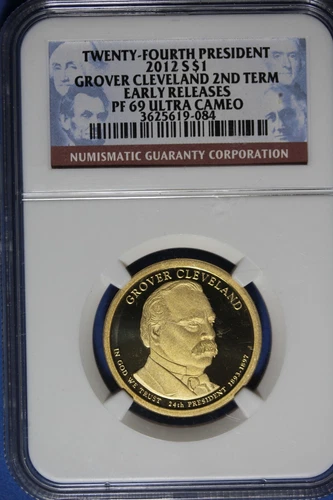 TWENTY-FOURTH PRESIDENT
2012 S $1
GROVER CLEVELAND 2ND TERM
EARLY RELEASES
PF 69 ULTRA CAMEO
3625619-084
NUMISMATIC GUARANTY CORPORATION
GROVER CLEVELAND
IN GOD WE TRUST 24th PRESIDENT 1893-1897